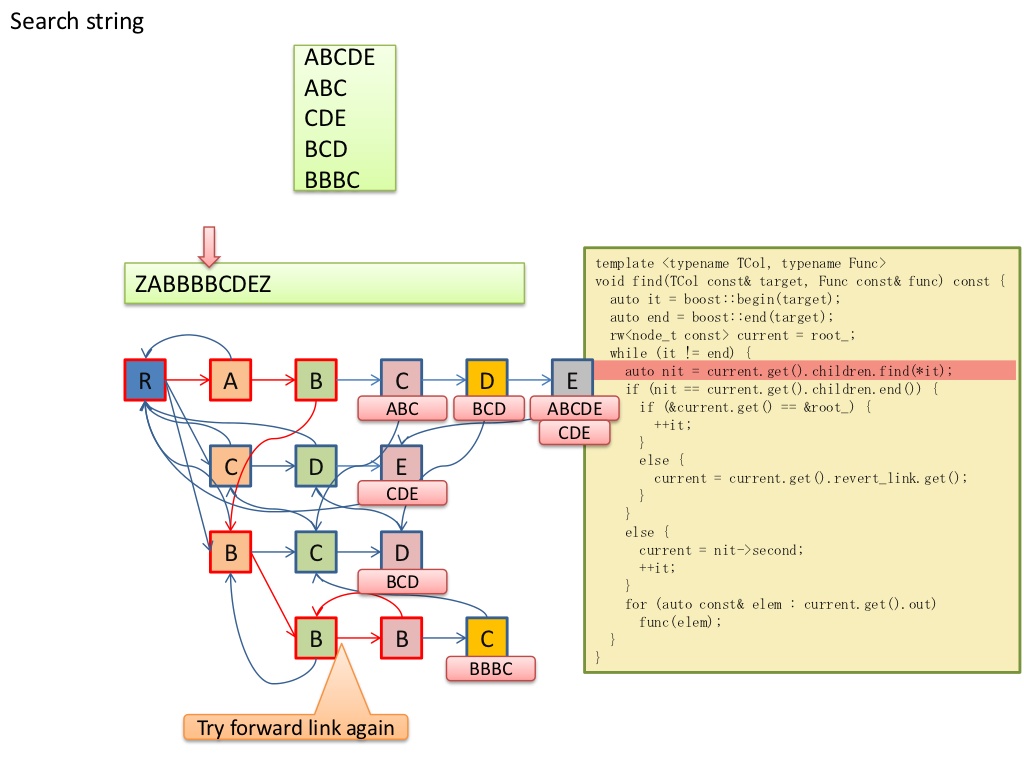 Search string
ABCDE
ABC
CDE
BCD
BBBC
ZABBBBCDEZ
R A B C D E
ABC BCD ABCDE
CDE
C D E
CDE
B C D
BCD
B B C
BBBC
Try forward link again
template <typename TCol, typename Func>
void find(TCol const& target, Func const& func) const {
auto it = boost::begin(target);
auto end = boost::end(target);
rw<node_t const> current = root_;
while (it != end) {
auto nit = current.get().children.find(*it);
if (nit == current.get().children.end()) {
if (&current.get() == &root_) {
++it;
}
else {
current = current.get().revert_link.get();
}
}
else {
current = nit->second;
++it;
}
for (auto const& elem : current.get().out)
func(elem);
}
}